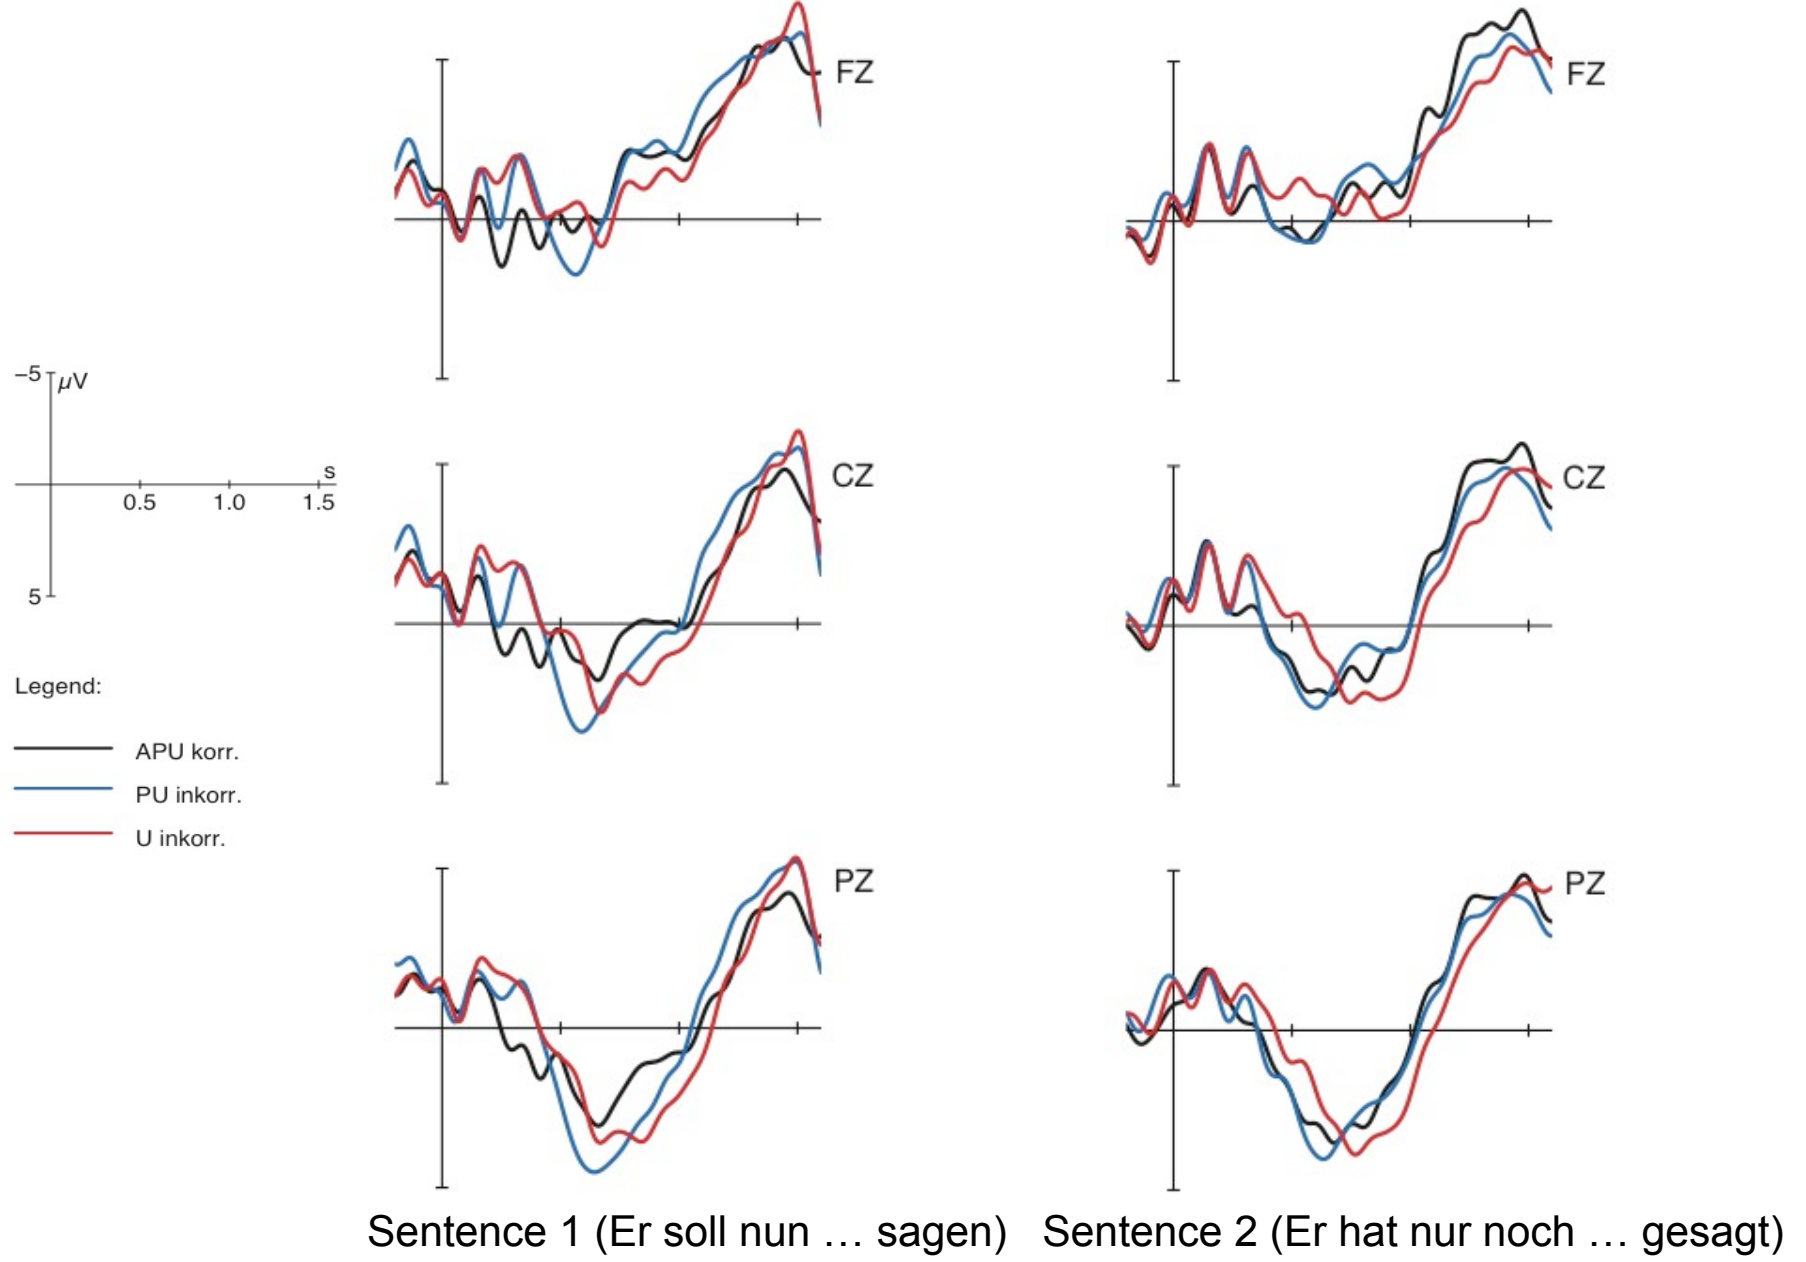 FZ
FZ
–5 µV
s
0.5 1.0 1.5
5
CZ
CZ
Legend:
APU korr.
PU inkorr.
U inkorr.
PZ
PZ
Sentence 1 (Er soll nun … sagen)
Sentence 2 (Er hat nur noch … gesagt)